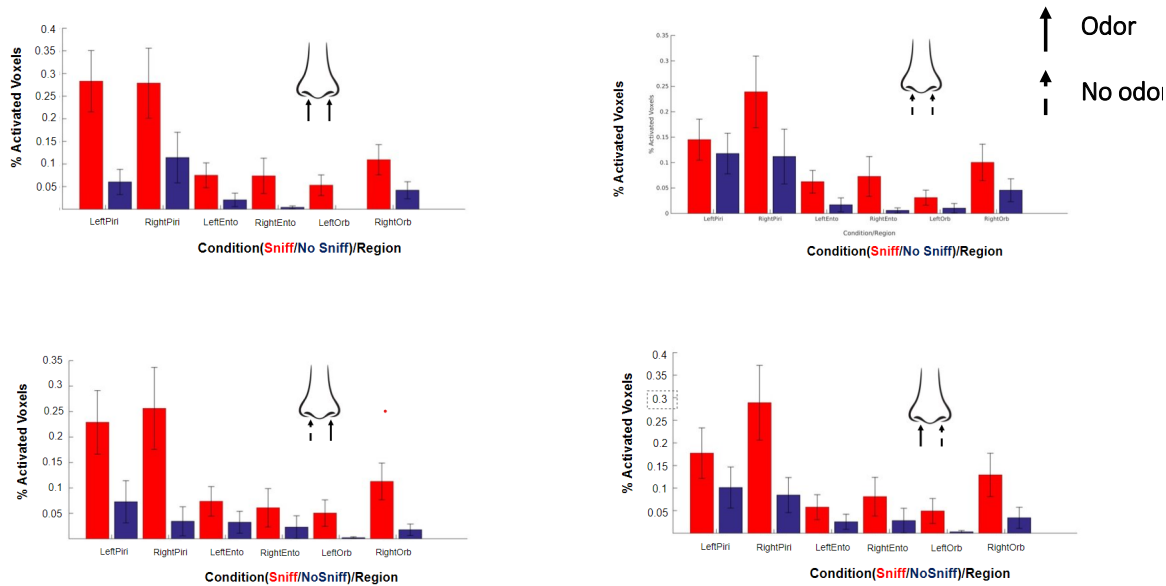 Odor
No odor
% Activated Voxels
0.4
0.35
0.3
0.25
0.2
0.15
0.1
0.05
LeftPiri RightPiri LeftEnto RightEnto LeftOrb RightOrb
Condition(Sniff/No Sniff)/Region
% Activated Voxels
% Activated Voxels
0.35
0.3
0.25
0.2
0.15
0.1
0.05
0
LeftPiri RightPiri LeftEnto RightEnto LeftOrb RightOrb
Condition/Region
Condition(Sniff/No Sniff)/Region
% Activated Voxels
0.35
0.3
0.25
0.2
0.15
0.1
0.05
LeftPiri RightPiri LeftEnto RightEnto LeftOrb RightOrb
Condition(Sniff/NoSniff)/Region
% Activated Voxels
0.4
0.35
0.3
0.25
0.2
0.15
0.1
0.05
LeftPiri RightPiri LeftEnto RightEnto LeftOrb RightOrb
Condition(Sniff/NoSniff)/Region